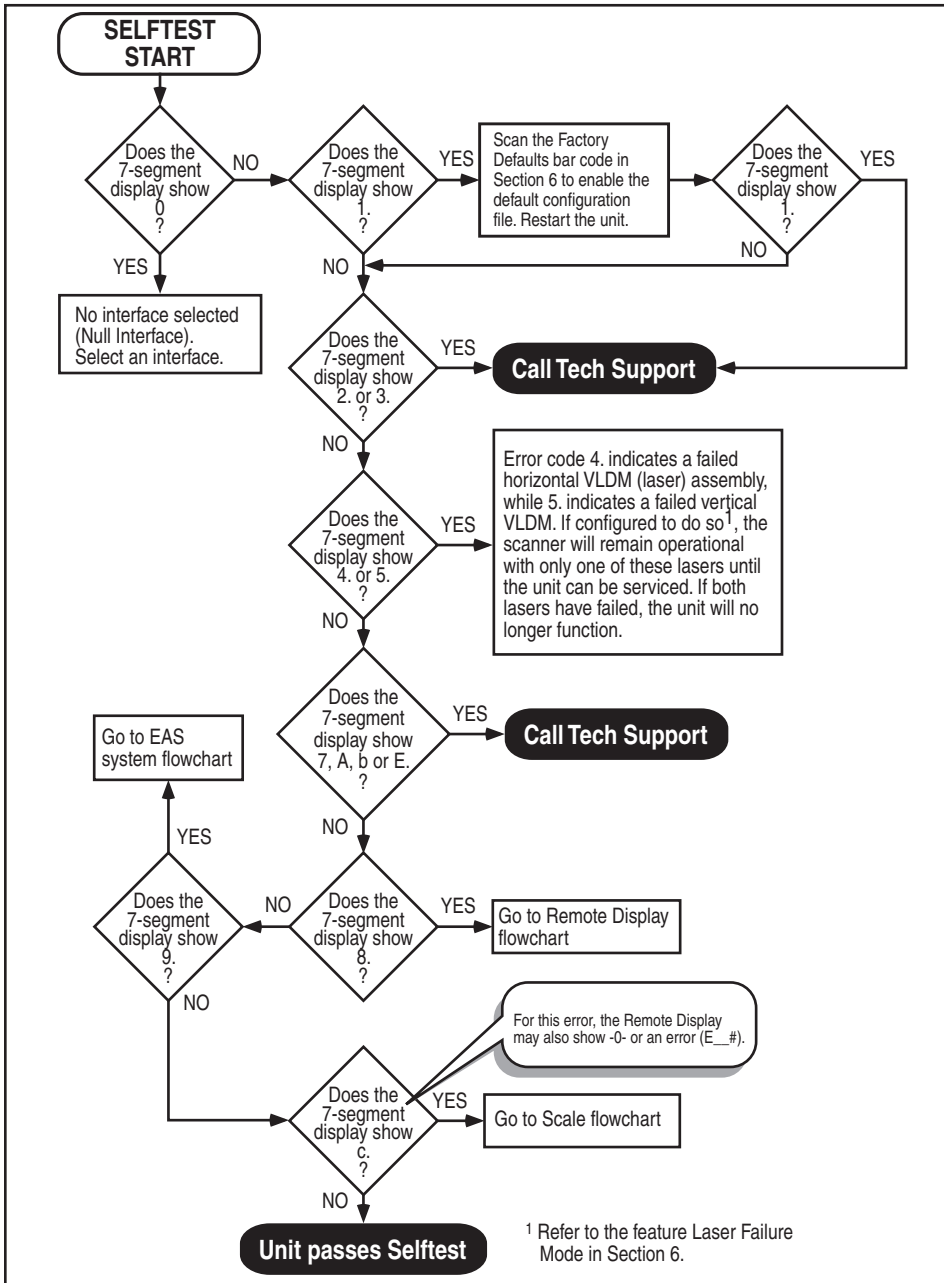 SELFTEST
START
Does the
7-segment
display show
0
?
NO
YES
No interface selected
(Null Interface).
Select an interface.
Does the
7-segment
display show
1.
?
YES
NO
Scan the Factory
Defaults bar code in
Section 6 to enable the
default configuration
file. Restart the unit.
Does the
7-segment
display show
1.
?
YES
NO
Does the
7-segment
display show
2. or 3.
?
YES
Call Tech Support
NO
Does the
7-segment
display show
4. or 5.
?
YES
Error code 4. indicates a failed
horizontal VLDM (laser) assembly,
while 5. indicates a failed vertical
VLDM. If configured to do so1, the
scanner will remain operational
with only one of these lasers until
the unit can be serviced. If both
lasers have failed, the unit will no
longer function.
NO
Does the
7-segment
display show
7, A, b or E.
?
YES
Call Tech Support
NO
Does the
7-segment
display show
8.
?
YES
Go to Remote Display
flowchart
NO
Does the
7-segment
display show
9.
?
YES
Go to EAS
system flowchart
NO
For this error, the Remote Display
may also show -0- or an error (E__#).
Does the
7-segment
display show
c.
?
YES
Go to Scale flowchart
NO
Unit passes Selftest
1 Refer to the feature Laser Failure
Mode in Section 6.